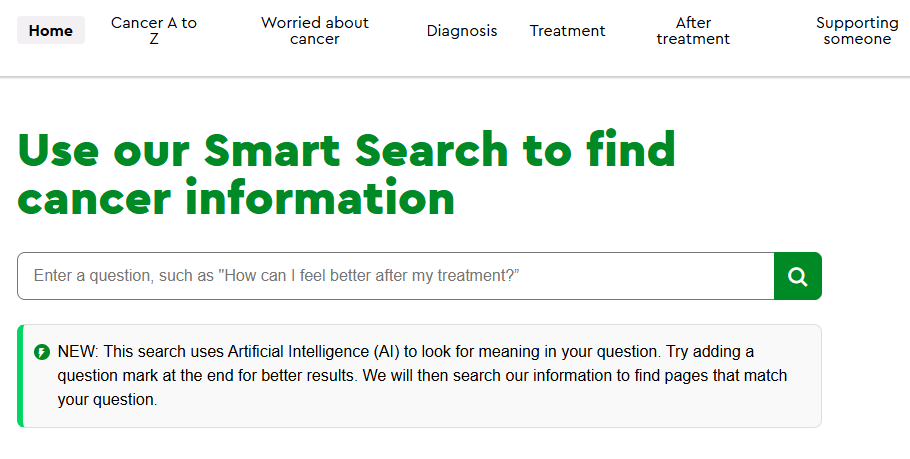 Home
Cancer A to
Z
Worried about
cancer
Diagnosis
Treatment
After
treatment
Supporting
someone
Use our Smart Search to find
cancer information
Enter a question, such as "How can I feel better after my treatment?”
NEW: This search uses Artificial Intelligence (AI) to look for meaning in your question. Try adding a
question mark at the end for better results. We will then search our information to find pages that match
your question.